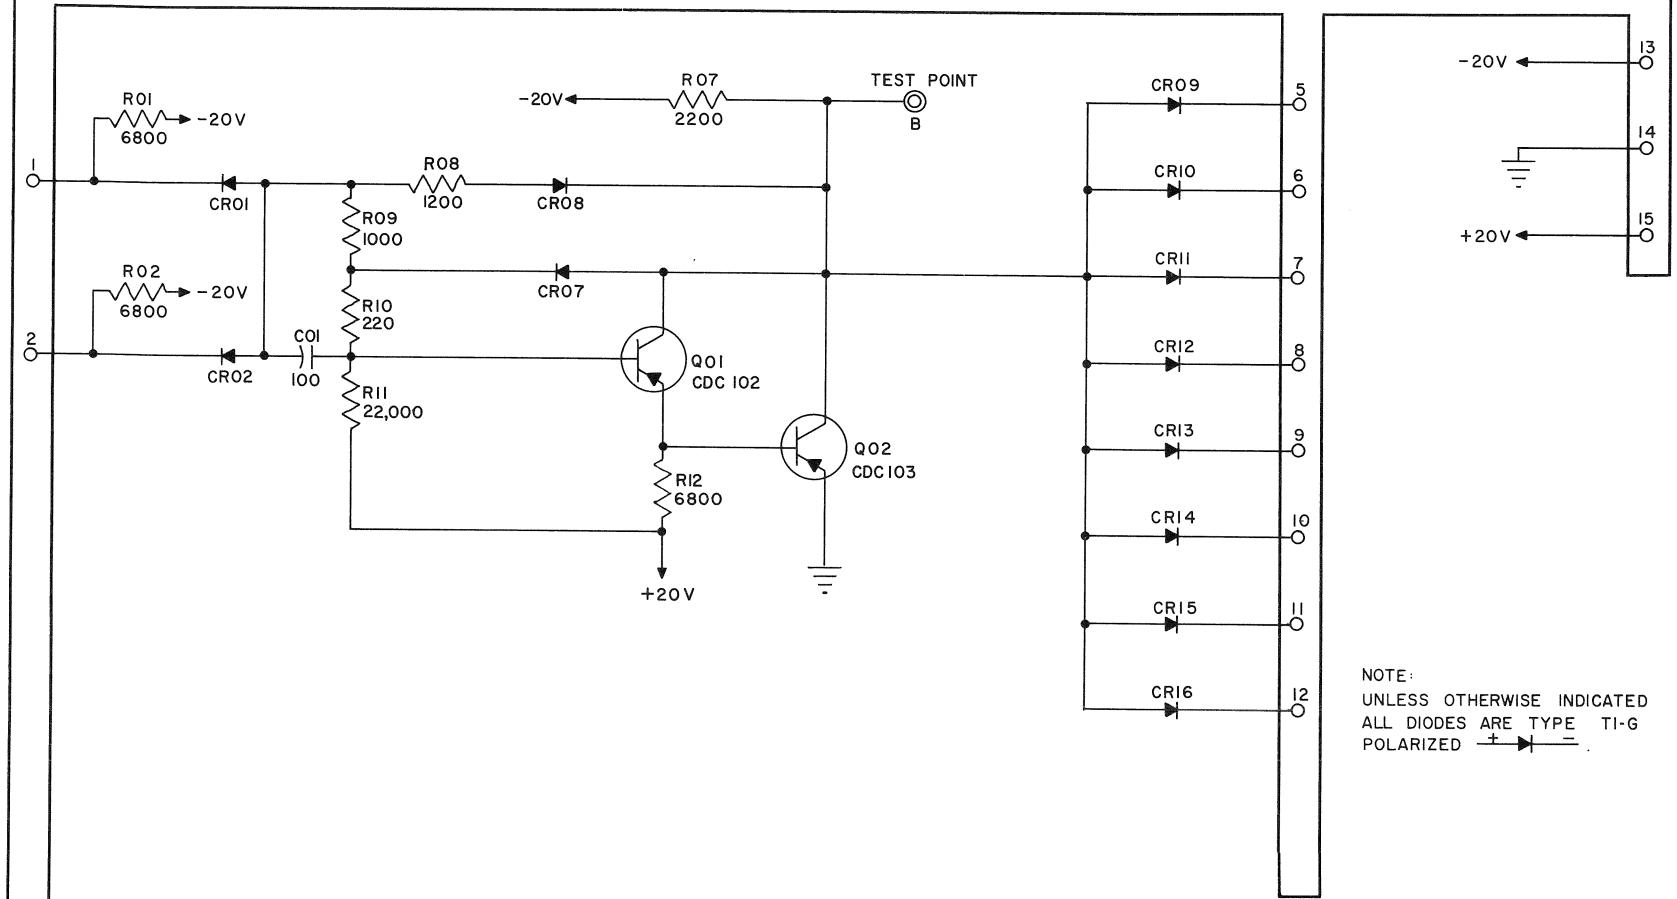 R01
6800
-20V
1
CR01
R02
6800
-20V
2
CR02
C01
100
R09
1000
R10
220
R11
22,000
R08
1200
CR08
-20V
R07
2200
TEST POINT
B
CR07
Q01
CDC 102
R12
6800
+20V
Q02
CDC103
CR09
5
CR10
6
CR11
7
CR12
8
CR13
9
CR14
10
CR15
11
CR16
12
-20V
13
14
+20V
15
NOTE:
UNLESS OTHERWISE INDICATED
ALL DIODES ARE TYPE TI-G
POLARIZED + − .